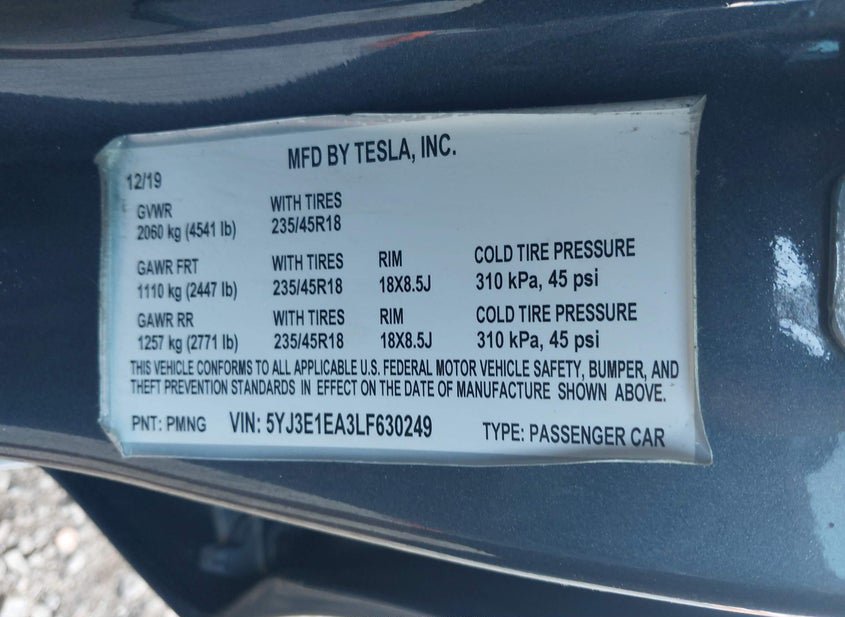 MFD BY TESLA, INC.
12/19
GVWR WITH TIRES
2060 kg (4541 lb) 235/45R18
GAWR FRT WITH TIRES RIM COLD TIRE PRESSURE
1110 kg (2447 lb) 235/45R18 18X8.5J 310 kPa, 45 psi
GAWR RR WITH TIRES RIM COLD TIRE PRESSURE
1257 kg (2771 lb) 235/45R18 18X8.5J 310 kPa, 45 psi
THIS VEHICLE CONFORMS TO ALL APPLICABLE U.S. FEDERAL MOTOR VEHICLE SAFETY, BUMPER, AND
THEFT PREVENTION STANDARDS IN EFFECT ON THE DATE OF MANUFACTURE SHOWN ABOVE.
PNT: PMNG VIN: 5YJ3E1EA3LF630249 TYPE: PASSENGER CAR